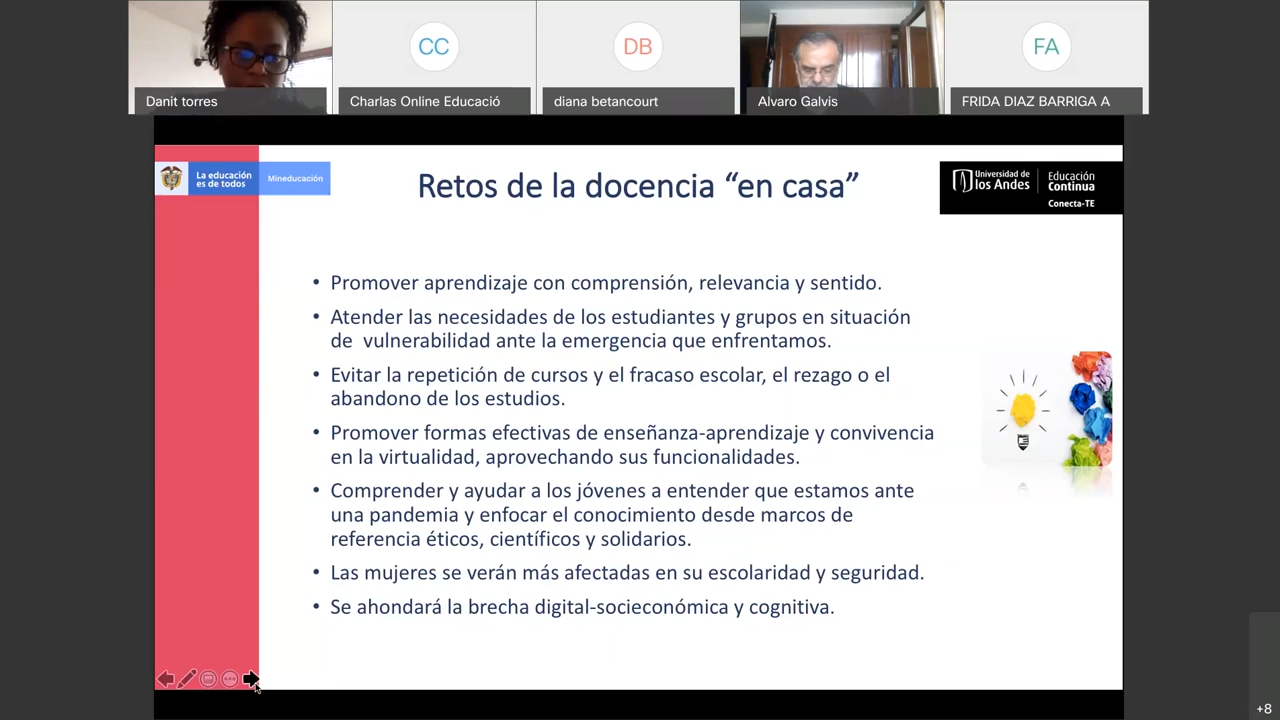 CC
DB
FA
Danit torres
Charlas Online Educació
diana betancourt
Alvaro Galvis
FRIDA DIAZ BARRIGA A
La educación
es de todos
Mineducación
Retos de la docencia “en casa”
Universidad de
los Andes
Educación
Continua
Conecta-TE
• Promover aprendizaje con comprensión, relevancia y sentido.
• Atender las necesidades de los estudiantes y grupos en situación
de vulnerabilidad ante la emergencia que enfrentamos.
• Evitar la repetición de cursos y el fracaso escolar, el rezago o el
abandono de los estudios.
• Promover formas efectivas de enseñanza-aprendizaje y convivencia
en la virtualidad, aprovechando sus funcionalidades.
• Comprender y ayudar a los jóvenes a entender que estamos ante
una pandemia y enfocar el conocimiento desde marcos de
referencia éticos, científicos y solidarios.
• Las mujeres se verán más afectadas en su escolaridad y seguridad.
• Se ahondará la brecha digital-socieconómica y cognitiva.
+8